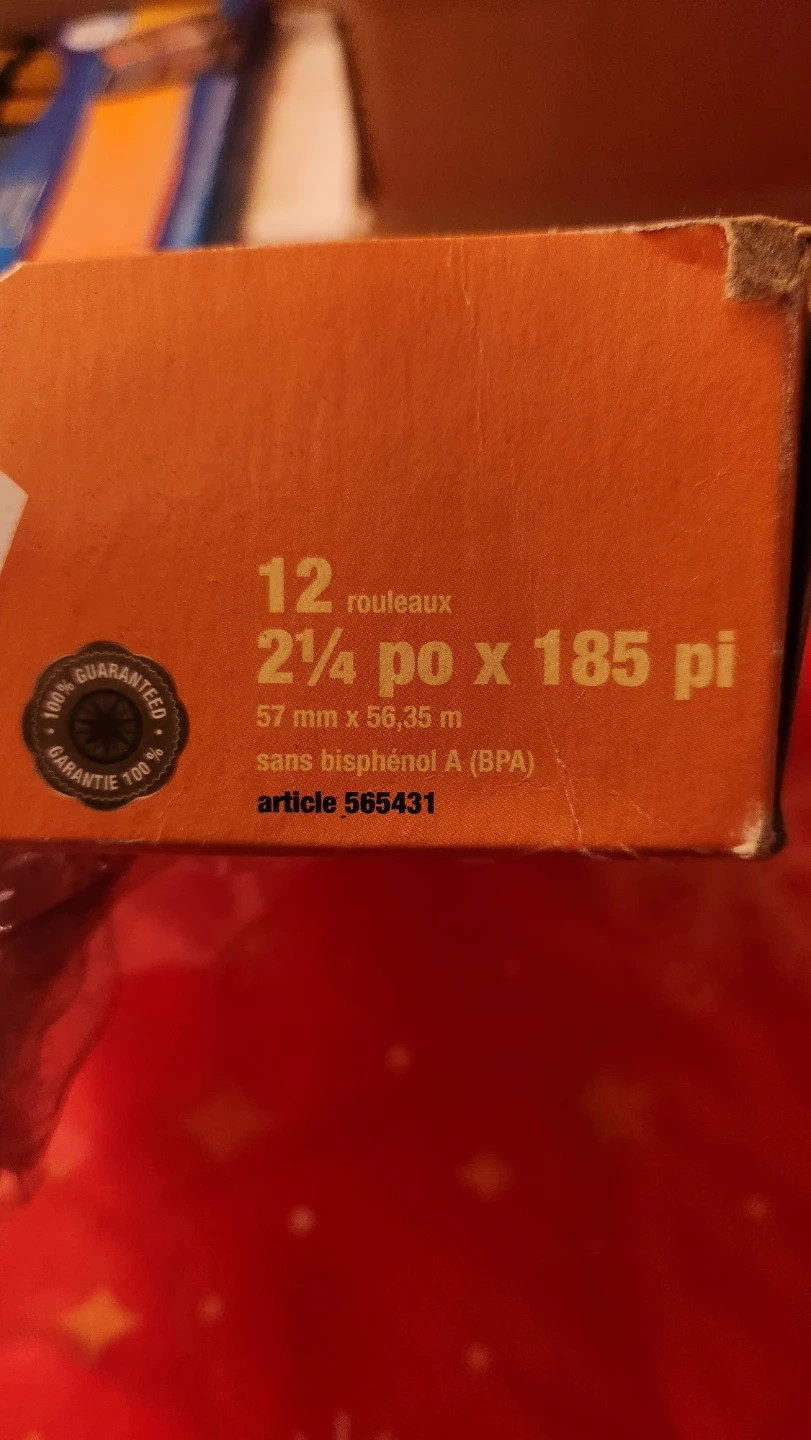 12 rouleaux
2¼ po x 185 pi
57 mm x 56,35 m
sans bisphénol A (BPA)
article 565431
100% GUARANTEED
GARANTIE 100 %